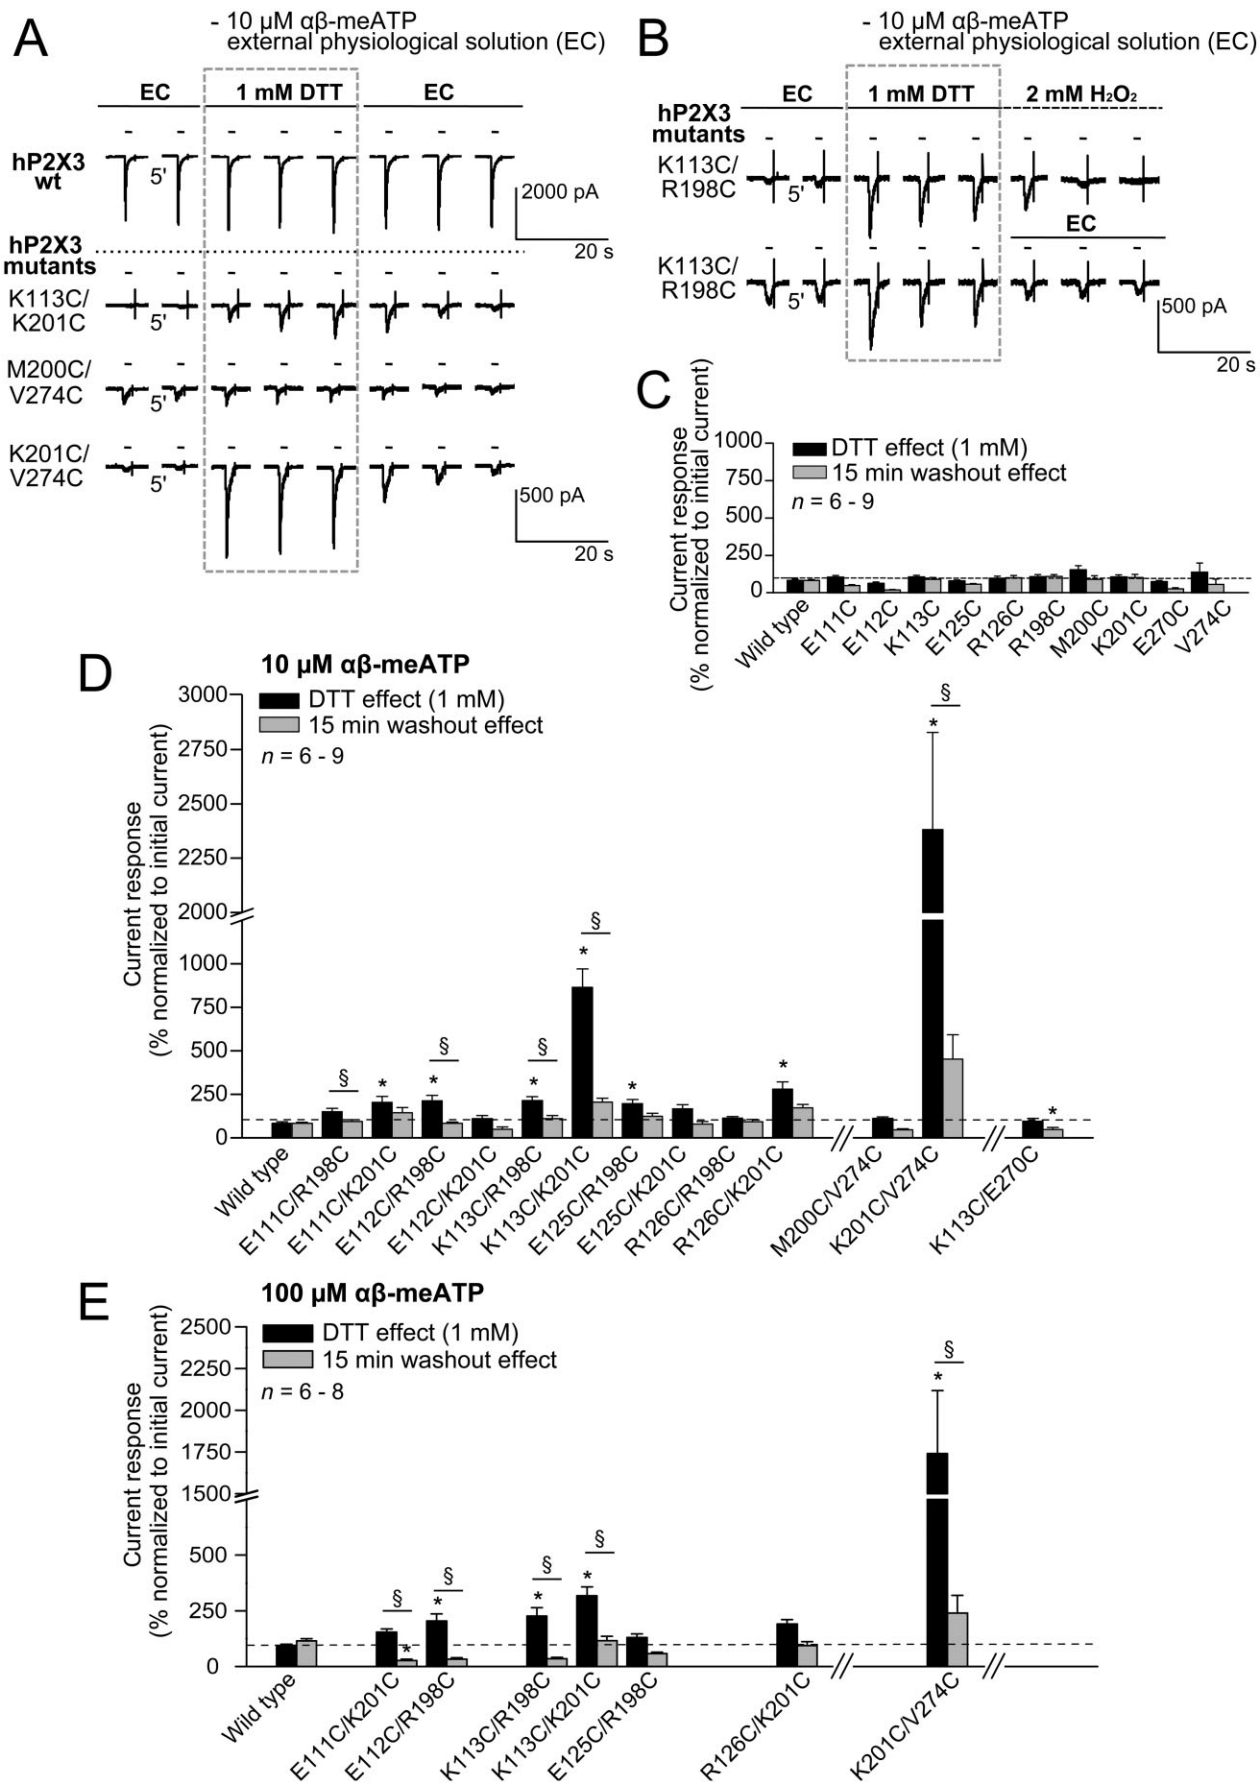 A
- 10 µM αβ-meATP
external physiological solution (EC)
EC
1 mM DTT
EC
- - - - - - - -
hP2X3
wt
5'
2000 pA
20 s
hP2X3
mutants
- - - - - - - -
K113C/
K201C
5'
- - - - - - - -
M200C/
V274C
5'
- - - - - - - -
K201C/
V274C
5'
500 pA
20 s
B
- 10 µM αβ-meATP
external physiological solution (EC)
EC
1 mM DTT
2 mM H₂O₂
hP2X3
mutants
- - - - - - - -
K113C/
R198C
5'
EC
- - - - - - - -
K113C/
R198C
5'
500 pA
20 s
C
Current response
(% normalized to initial current)
1000
750
500
250
0
DTT effect (1 mM)
15 min washout effect
n = 6 - 9
Wild type
E111C
E112C
K113C
E125C
R126C
R198C
M200C
K201C
E270C
V274C
D
10 µM αβ-meATP
DTT effect (1 mM)
15 min washout effect
n = 6 - 9
Current response
(% normalized to initial current)
3000
2750
2500
2250
2000
1000
750
500
250
0
§
*
* §
* §
* §
*
*
* §
*
Wild type
E111C/R198C
E111C/K201C
E112C/R198C
E112C/K201C
K113C/R198C
K113C/K201C
E125C/R198C
E125C/K201C
R126C/R198C
R126C/K201C
M200C/V274C
K201C/V274C
K113C/E270C
E
100 µM αβ-meATP
DTT effect (1 mM)
15 min washout effect
n = 6 - 8
Current response
(% normalized to initial current)
2500
2250
2000
1750
1500
500
250
0
§ *
* §
* §
* §
* §
Wild type
E111C/K201C
E112C/R198C
K113C/R198C
K113C/K201C
E125C/R198C
R126C/K201C
K201C/V274C